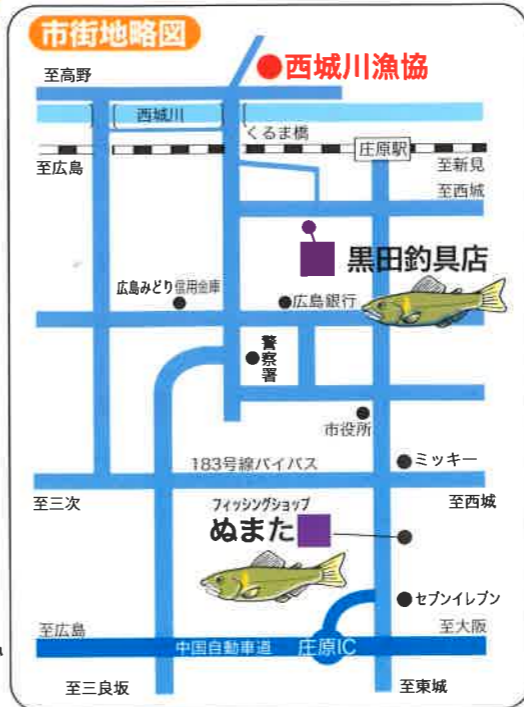 市街地略図
西城川漁協
至高野
西城川
くるま橋
庄原駅
至広島
至新見
至西城
黒田釣具店
広島みどり信用金庫
広島銀行
警察署
市役所
183号線バイパス
ミッキー
至三次
至西城
フィッシングショップ
ぬまた
セブンイレブン
至広島
至大阪
中国自動車道
庄原IC
至三良坂
至東城